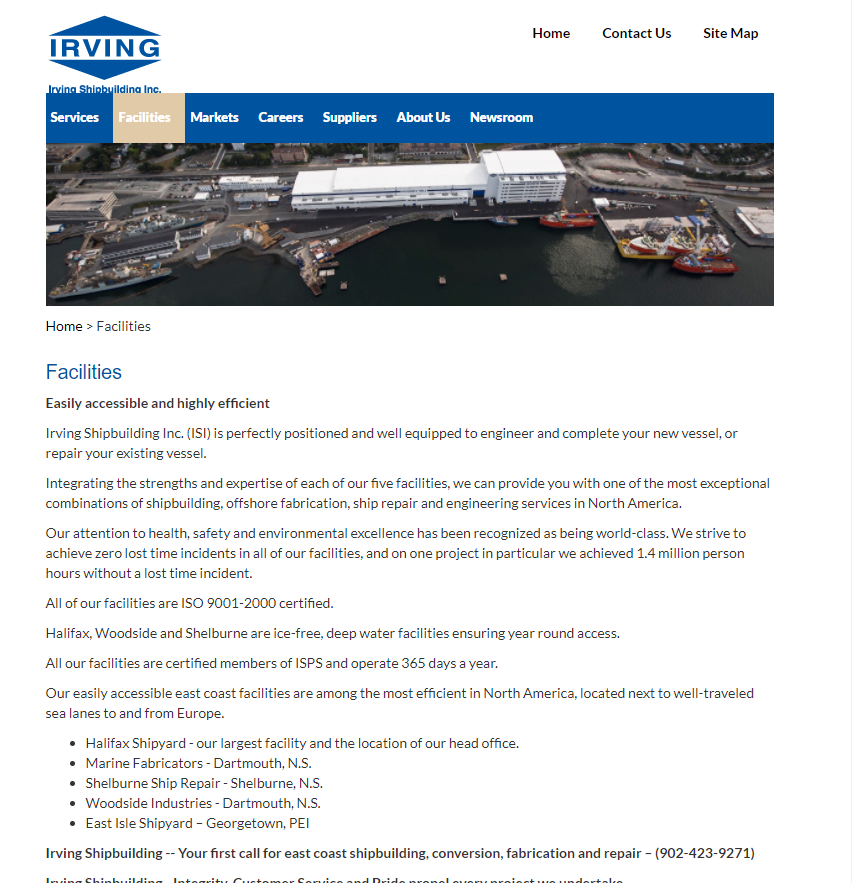 IRVING
Irving Shipbuilding Inc.
Home Contact Us Site Map
Services Facilities Markets Careers Suppliers About Us Newsroom
Home > Facilities
Facilities
Easily accessible and highly efficient
Irving Shipbuilding Inc. (ISI) is perfectly positioned and well equipped to engineer and complete your new vessel, or
repair your existing vessel.
Integrating the strengths and expertise of each of our five facilities, we can provide you with one of the most exceptional
combinations of shipbuilding, offshore fabrication, ship repair and engineering services in North America.
Our attention to health, safety and environmental excellence has been recognized as being world-class. We strive to
achieve zero lost time incidents in all of our facilities, and on one project in particular we achieved 1.4 million person
hours without a lost time incident.
All of our facilities are ISO 9001-2000 certified.
Halifax, Woodside and Shelburne are ice-free, deep water facilities ensuring year round access.
All our facilities are certified members of ISPS and operate 365 days a year.
Our easily accessible east coast facilities are among the most efficient in North America, located next to well-traveled
sea lanes to and from Europe.
• Halifax Shipyard - our largest facility and the location of our head office.
• Marine Fabricators - Dartmouth, N.S.
• Shelburne Ship Repair - Shelburne, N.S.
• Woodside Industries - Dartmouth, N.S.
• East Isle Shipyard – Georgetown, PEI
Irving Shipbuilding -- Your first call for east coast shipbuilding, conversion, fabrication and repair – (902-423-9271)
Irving Shipbuilding - Integrity, Customer Service and Pride propel every project we undertake